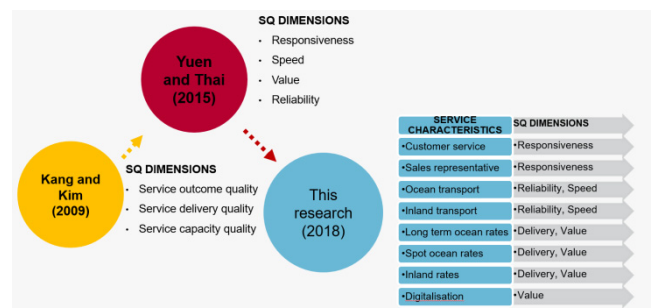 SQ DIMENSIONS
• Responsiveness
• Speed
• Value
• Reliability
Yuen
and Thai
(2015)
Kang and
Kim
(2009)
SQ DIMENSIONS
• Service outcome quality
• Service delivery quality
• Service capacity quality
This
research
(2018)
SERVICE
CHARACTERISTICS
SQ DIMENSIONS
•Customer service •Responsiveness
•Sales representative •Responsiveness
•Ocean transport •Reliability, Speed
•Inland transport •Reliability, Speed
•Long term ocean rates •Delivery, Value
•Spot ocean rates •Delivery, Value
•Inland rates •Delivery, Value
•Digitalisation •Value